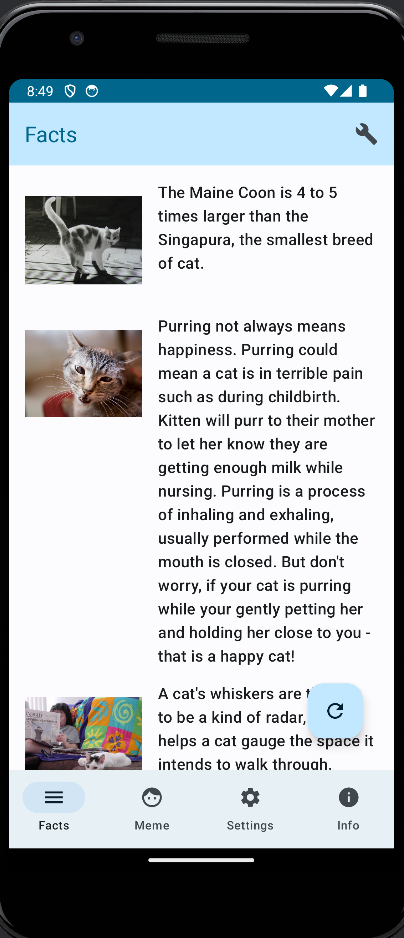 8:49
Facts
The Maine Coon is 4 to 5
times larger than the
Singapura, the smallest breed
of cat.
Purring not always means
happiness. Purring could
mean a cat is in terrible pain
such as during childbirth.
Kitten will purr to their mother
to let her know they are
getting enough milk while
nursing. Purring is a process
of inhaling and exhaling,
usually performed while the
mouth is closed. But don't
worry, if your cat is purring
while your gently petting her
and holding her close to you -
that is a happy cat!
A cat's whiskers are
to be a kind of radar,
helps a cat gauge the space it
intends to walk through.
Facts
Meme
Settings
Info